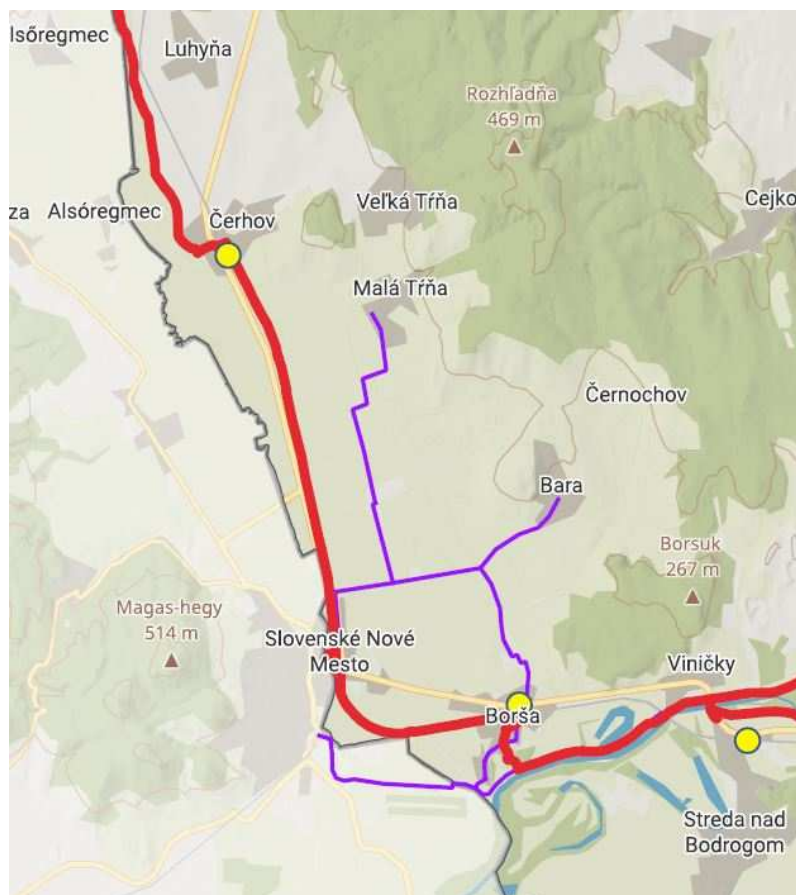 lsőregmec
Luhyňa
Rozhľadňa
469 m
Cejko
za
Alsóregmec
Čerhov
Veľká Tŕňa
Malá Tŕňa
Černochov
Bara
Borsuk
267 m
Magas-hegy
514 m
Slovenské Nové
Mesto
Viničky
Borša
Streda nad
Bodrogom